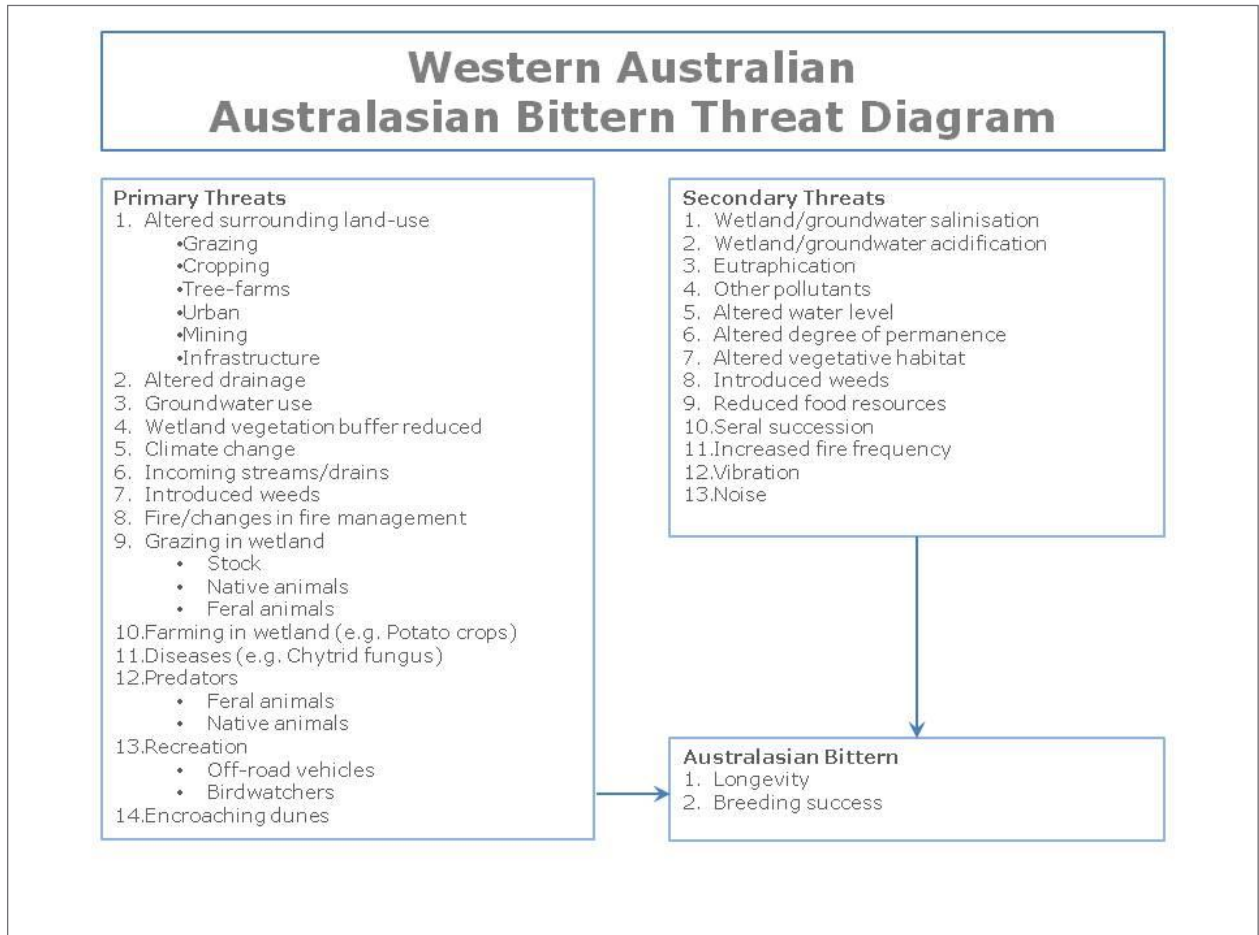 Western Australian
Australasian Bittern Threat Diagram
Primary Threats
1. Altered surrounding land-use
•Grazing
•Cropping
•Tree-farms
•Urban
•Mining
•Infrastructure
2. Altered drainage
3. Groundwater use
4. Wetland vegetation buffer reduced
5. Climate change
6. Incoming streams/drains
7. Introduced weeds
8. Fire/changes in fire management
9. Grazing in wetland
• Stock
• Native animals
• Feral animals
10.Farming in wetland (e.g. Potato crops)
11.Diseases (e.g. Chytrid fungus)
12.Predators
• Feral animals
• Native animals
13.Recreation
• Off-road vehicles
• Birdwatchers
14.Encroaching dunes
Secondary Threats
1. Wetland/groundwater salinisation
2. Wetland/groundwater acidification
3. Eutraphication
4. Other pollutants
5. Altered water level
6. Altered degree of permanence
7. Altered vegetative habitat
8. Introduced weeds
9. Reduced food resources
10.Seral succession
11.Increased fire frequency
12.Vibration
13.Noise
Australasian Bittern
1. Longevity
2. Breeding success